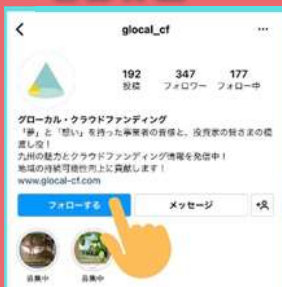 glocal_cf
192 347 177
投稿 フォロワー フォロー中
グローカル・クラウドファンディング
「夢」と「想い」を持った事業者の皆様と、投資家の皆さまの橋
渡し役!
九州の魅力とクラウドファンディング情報を発信中!
地域の持続可能性向上に貢献します!
www.glocal-cf.com
フォローする メッセージ
募集中 募集中